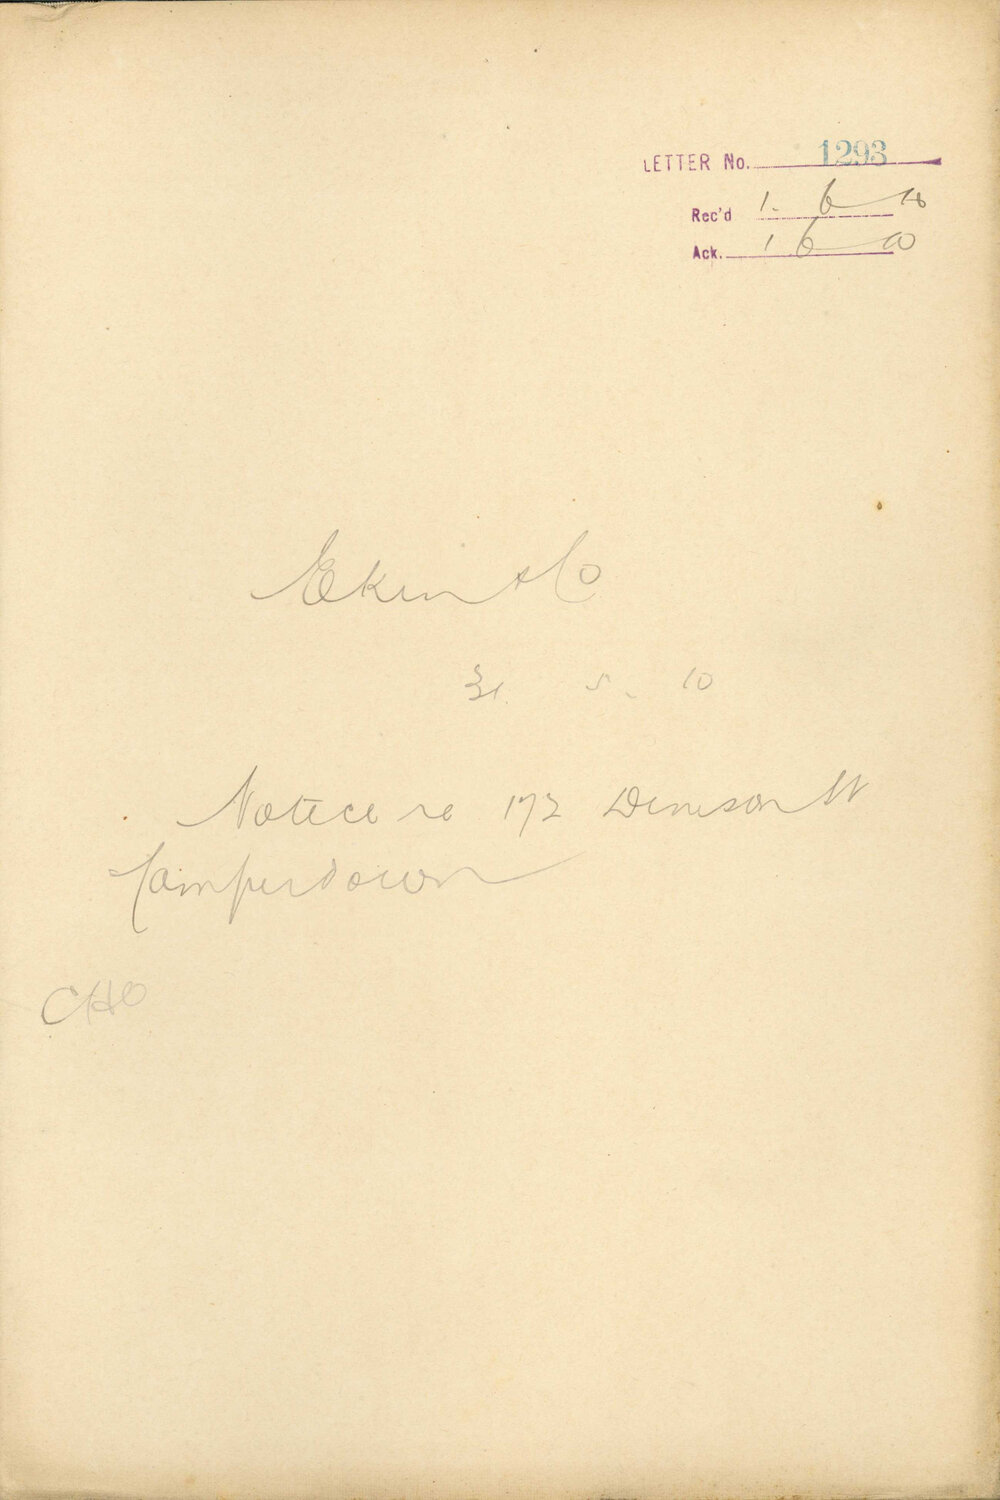 LETTER No. 1293
Rec'd 1. 6 10
Ack. 1 6 10
Ekin & Co
31. 5. 10
Notice re 172 Denison St
Camperdown
CHO